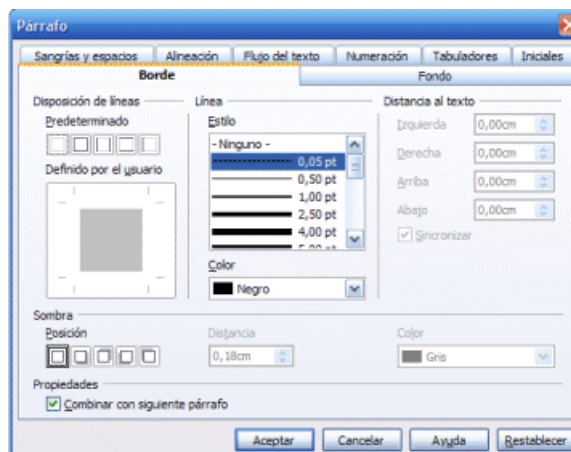 Párrafo
Sangrías y espacios Alineación Flujo del texto Numeración Tabuladores Iniciales
Borde Fondo
Disposición de líneas Línea Distancia al texto
Predeterminado Estilo Izquierda 0,00cm
- Ninguno -
0,05 pt Derecha 0,00cm
Definido por el usuario 0,50 pt
1,00 pt Arriba 0,00cm
2,50 pt Abajo 0,00cm
4,00 pt Sincronizar
5,00 pt
Color
Negro
Sombra
Posición Distancia Color
0,18cm Gris
Propiedades
Combinar con siguiente párrafo
Aceptar Cancelar Ayuda Restablecer